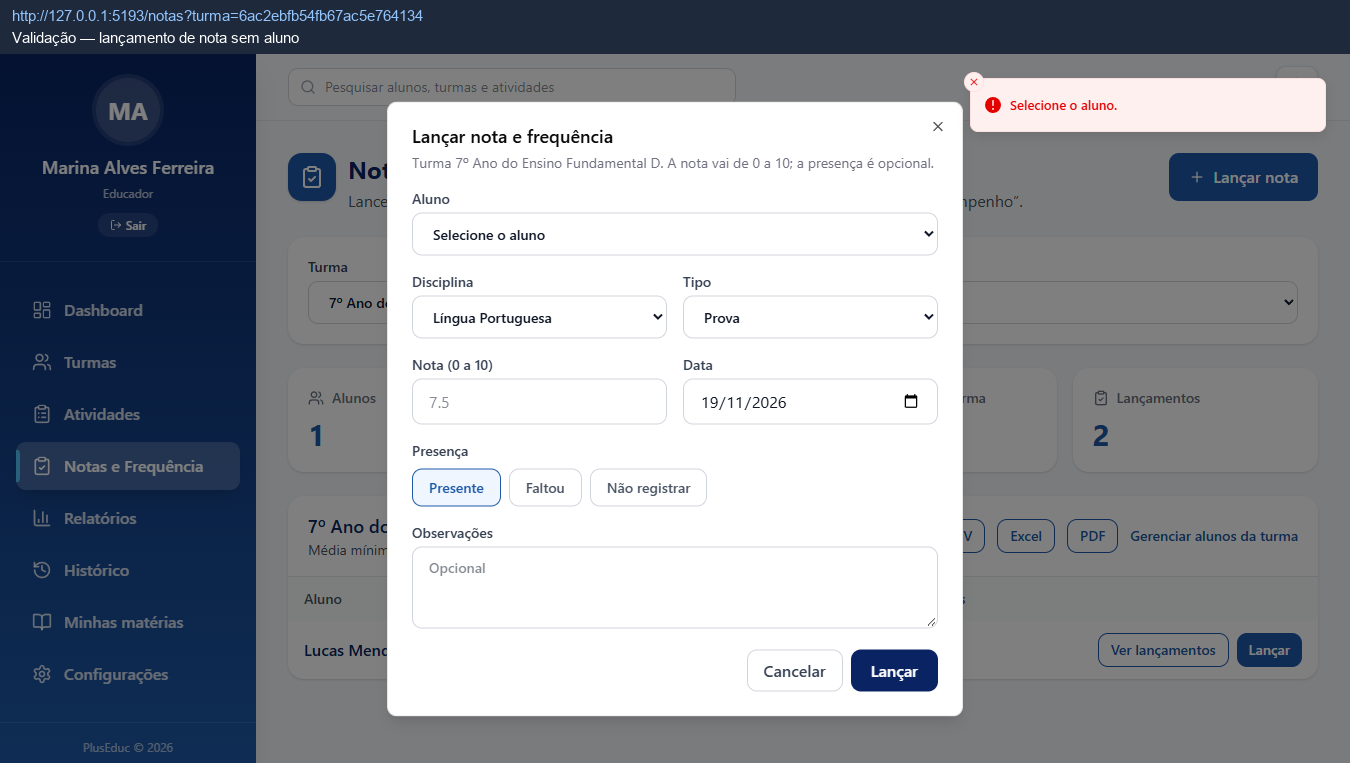 http://127.0.0.1:5193/notas?turma=6ac2ebfb54fb67ac5e764134
Validação — lançamento de nota sem aluno
MA
Marina Alves Ferreira
Educador
Sair
Dashboard
Turmas
Atividades
Notas e Frequência
Relatórios
Histórico
Minhas matérias
Configurações
PlusEduc © 2026
Pesquisar alunos, turmas e atividades
Selecione o aluno.
Lançar nota
Turma
7º Ano
Alunos
1
Lançamentos
2
7º Ano
Excel
PDF
Gerenciar alunos da turma
Aluno
Lucas
Ver lançamentos
Lançar
Lançar nota e frequência
Turma 7º Ano do Ensino Fundamental D. A nota vai de 0 a 10; a presença é opcional.
Aluno
Selecione o aluno
Disciplina
Tipo
Língua Portuguesa
Prova
Nota (0 a 10)
Data
7.5
19/11/2026
Presença
Presente
Faltou
Não registrar
Observações
Opcional
Cancelar
Lançar